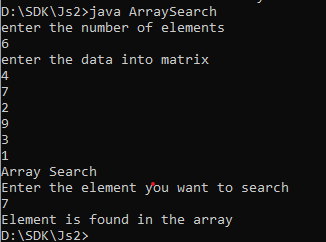 D:\SDK\Js2>java ArraySearch
enter the number of elements
6
enter the data into matrix
4
7
2
9
3
1
Array Search
Enter the element you want to search
7
Element is found in the array
D:\SDK\Js2>